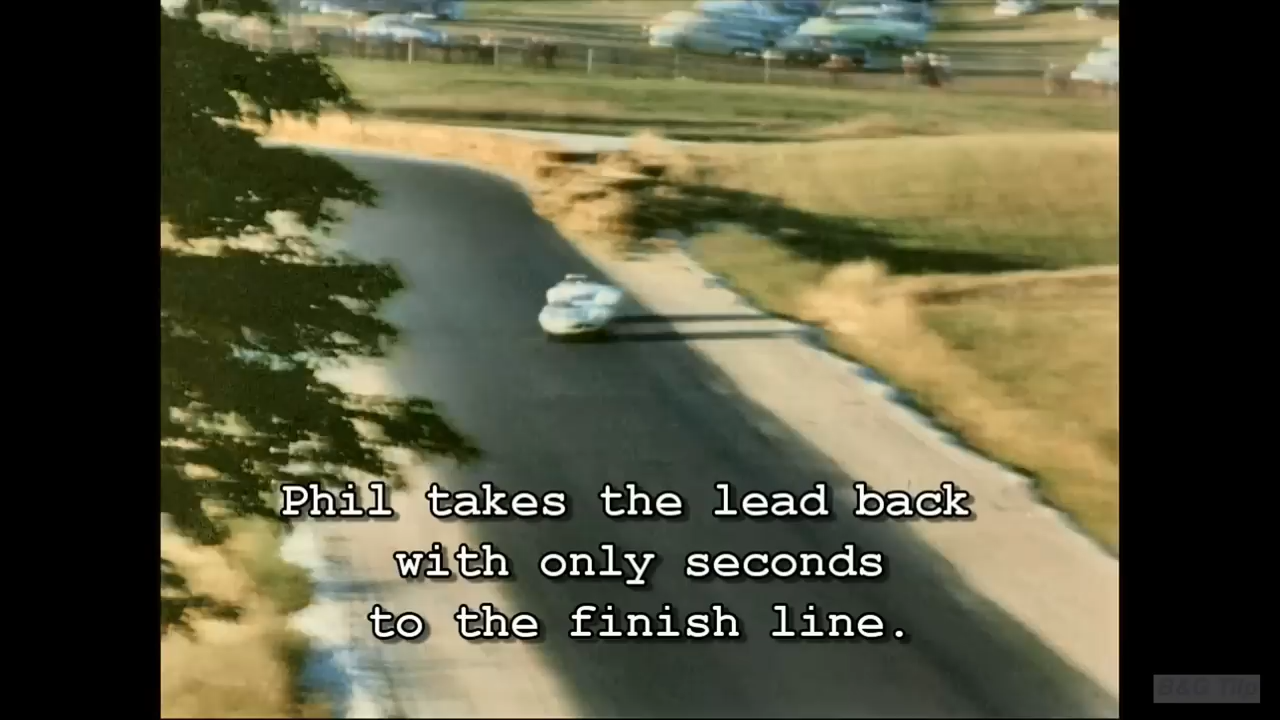 Phil takes the lead back
with only seconds
to the finish line.